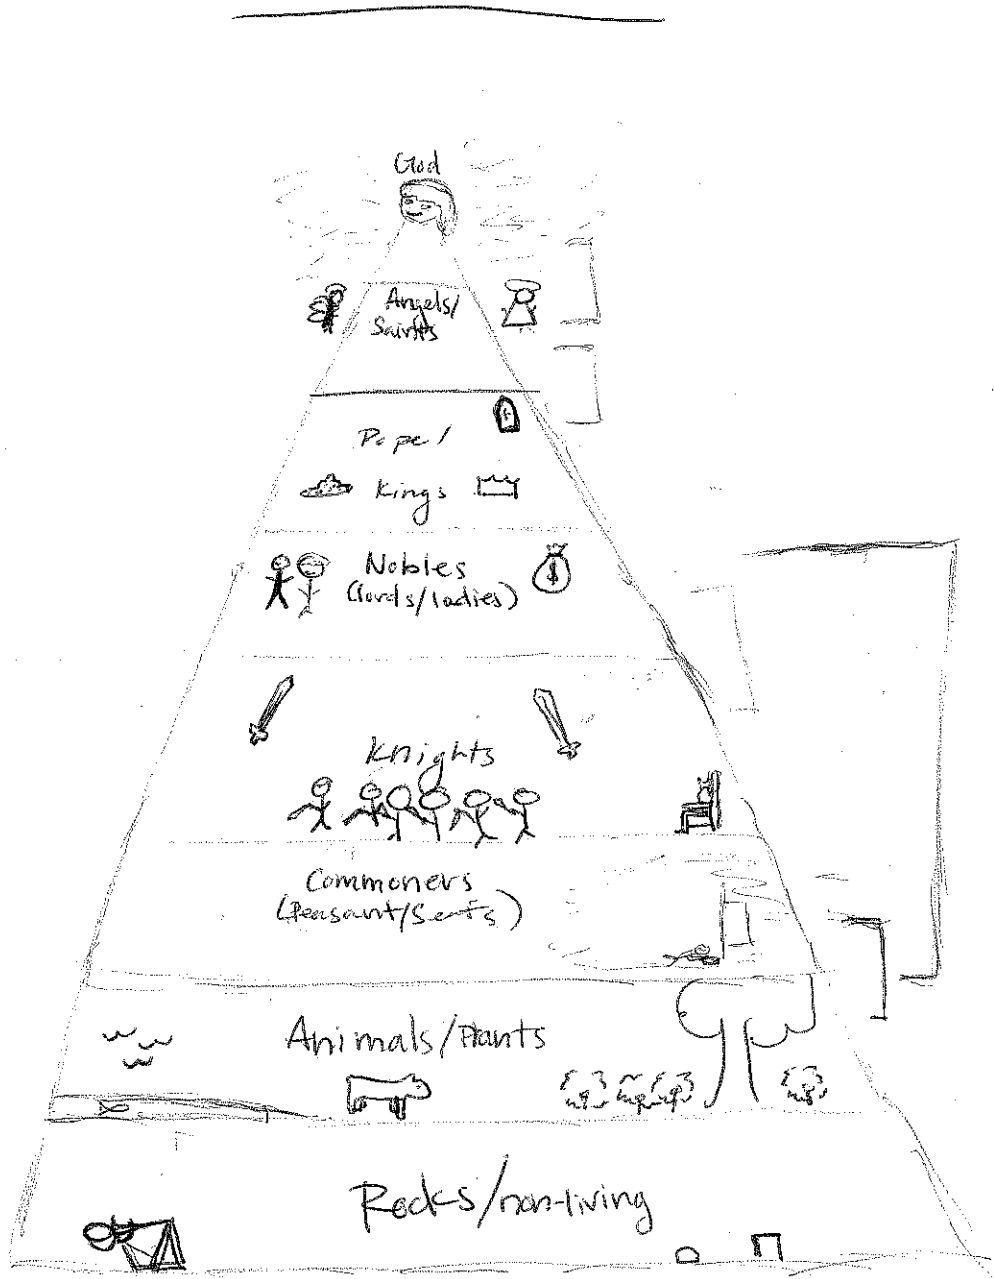 God
Angels/
Saints
Pope/
Kings
Nobles
(lords/ladies)
$
Knights
Commoners
(Peasant/Serfs)
Animals/Plants
Rocks/non-living